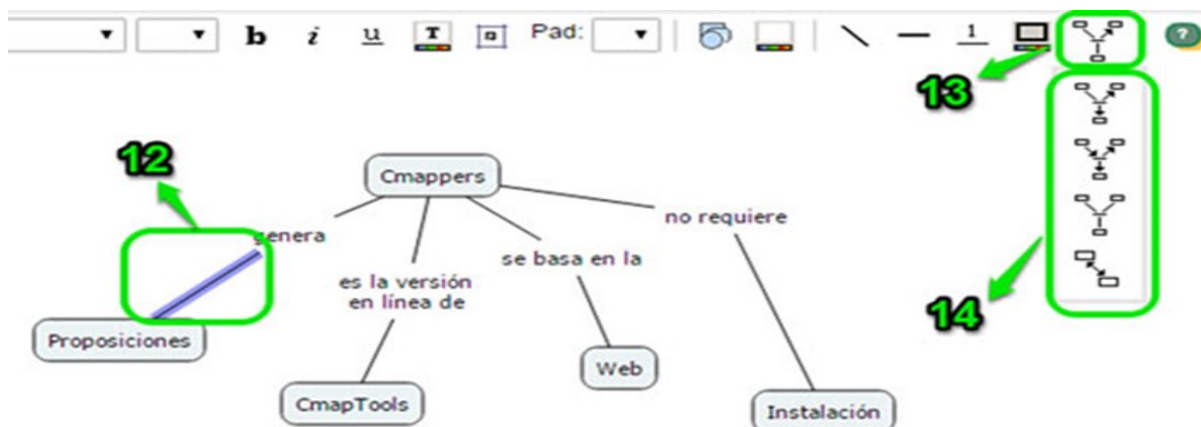 b i u T a Pad: 1 ?
13
12
Cmappers
genera
no requiere
se basa en la
es la versión
en línea de
14
Proposiciones
Web
CmapTools
Instalación